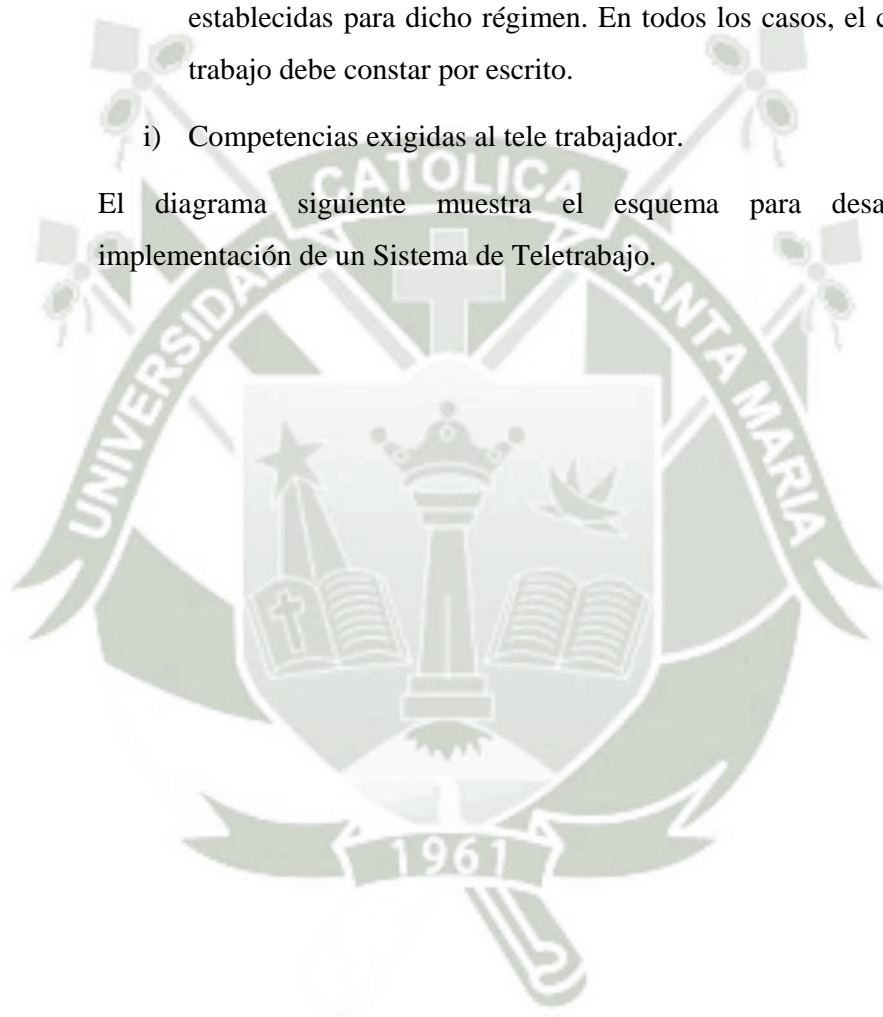 establecidas para dicho régimen. En todos los casos, el
trabajo debe constar por escrito.
i) Competencias exigidas al tele trabajador.
El diagrama siguiente muestra el esquema para
implementación de un Sistema de Teletrabajo.
UNIVERSIDAD CATOLICA SANTA MARIA
1961